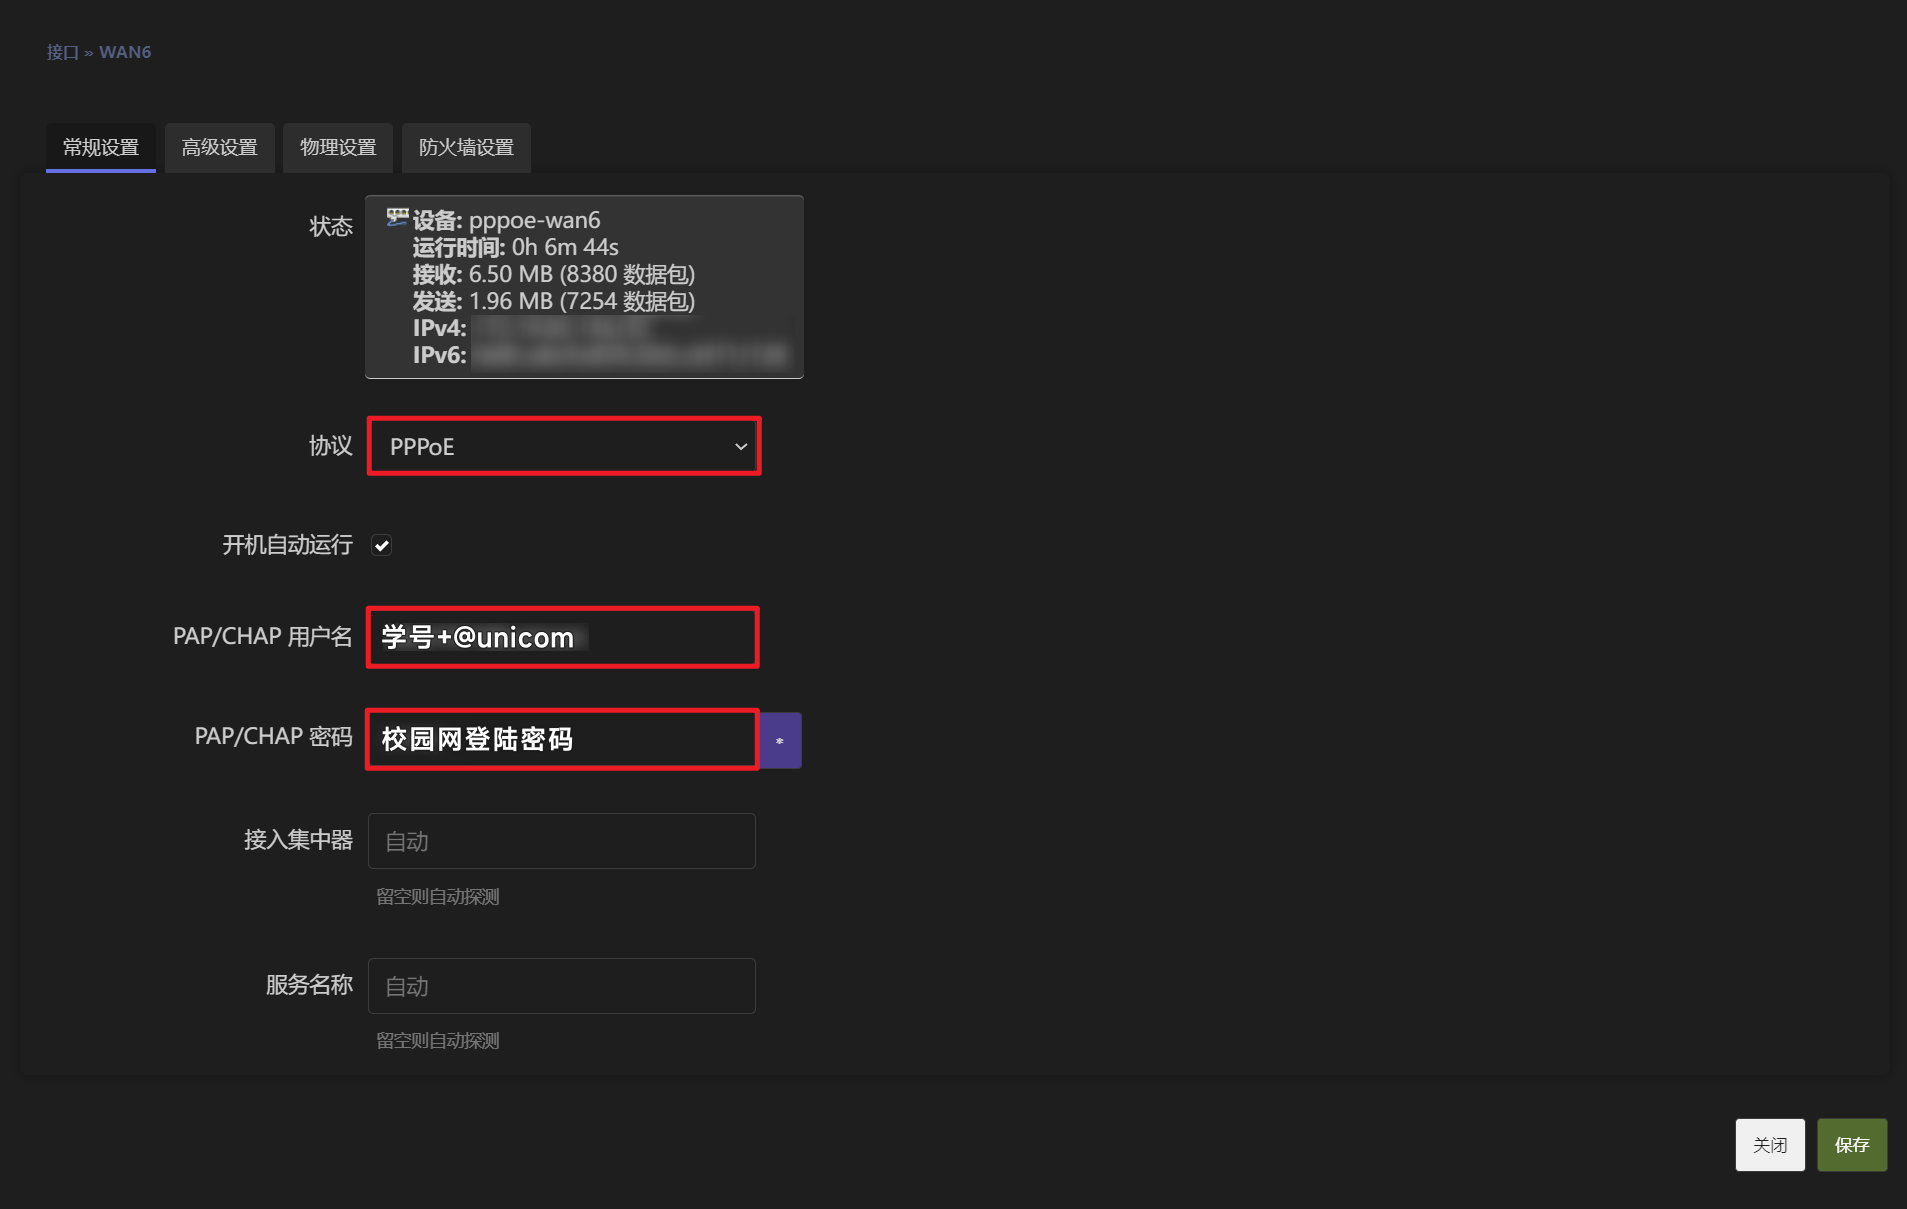 接口 » WAN6
常规设置
高级设置
物理设置
防火墙设置
状态
设备: pppoe-wan6
运行时间: 0h 6m 44s
接收: 6.50 MB (8380 数据包)
发送: 1.96 MB (7254 数据包)
IPv4:
IPv6:
协议
PPPoE
开机自动运行
PAP/CHAP 用户名
学号+@unicom
PAP/CHAP 密码
校园网登陆密码
*
接入集中器
自动
留空则自动探测
服务名称
自动
留空则自动探测
关闭
保存